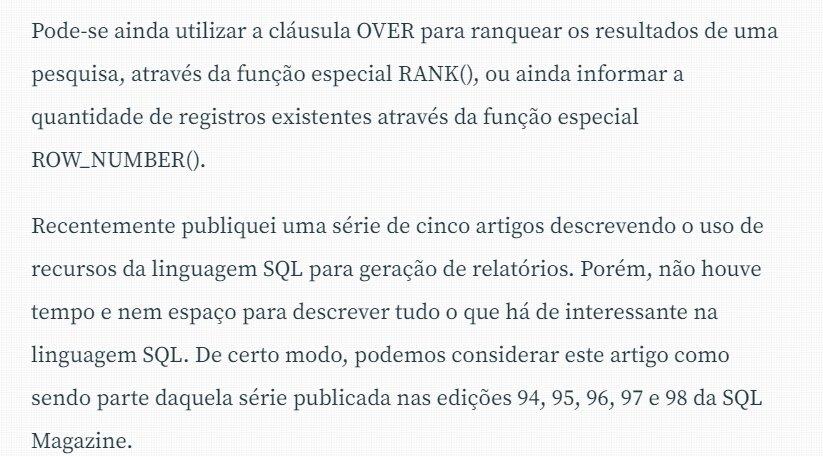 Pode-se ainda utilizar a cláusula OVER para ranquear os resultados de uma
pesquisa, através da função especial RANK(), ou ainda informar a
quantidade de registros existentes através da função especial
ROW_NUMBER().
Recentemente publiquei uma série de cinco artigos descrevendo o uso de
recursos da linguagem SQL para geração de relatórios. Porém, não houve
tempo e nem espaço para descrever tudo o que há de interessante na
linguagem SQL. De certo modo, podemos considerar este artigo como
sendo parte daquela série publicada nas edições 94, 95, 96, 97 e 98 da SQL
Magazine.